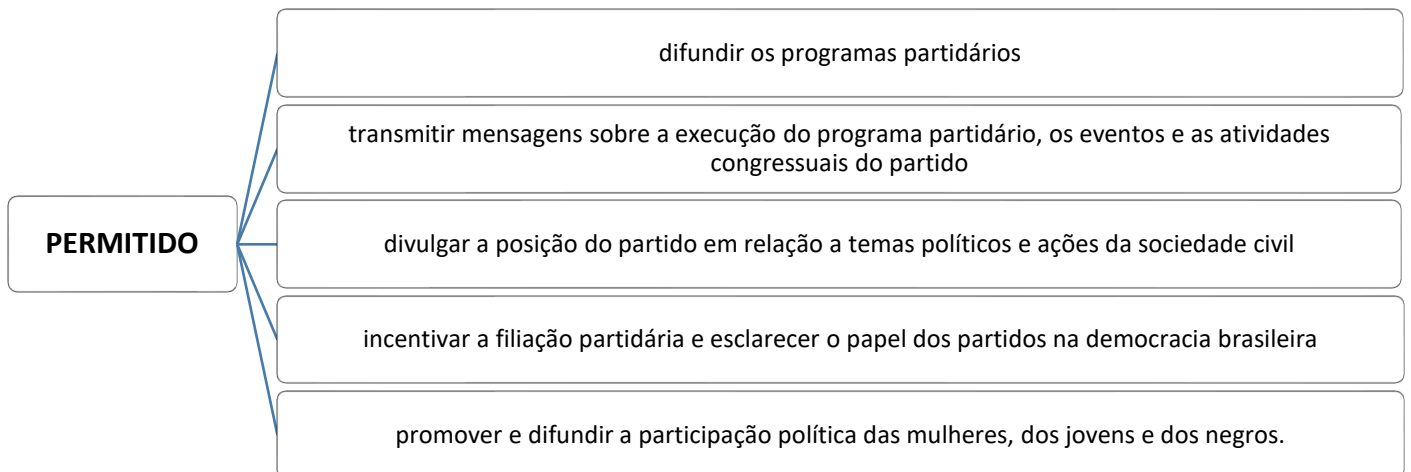 difundir os programas partidários
transmitir mensagens sobre a execução do programa partidário, os eventos e as atividades
congressuais do partido
PERMITIDO
divulgar a posição do partido em relação a temas políticos e ações da sociedade civil
incentivar a filiação partidária e esclarecer o papel dos partidos na democracia brasileira
promover e difundir a participação política das mulheres, dos jovens e dos negros.